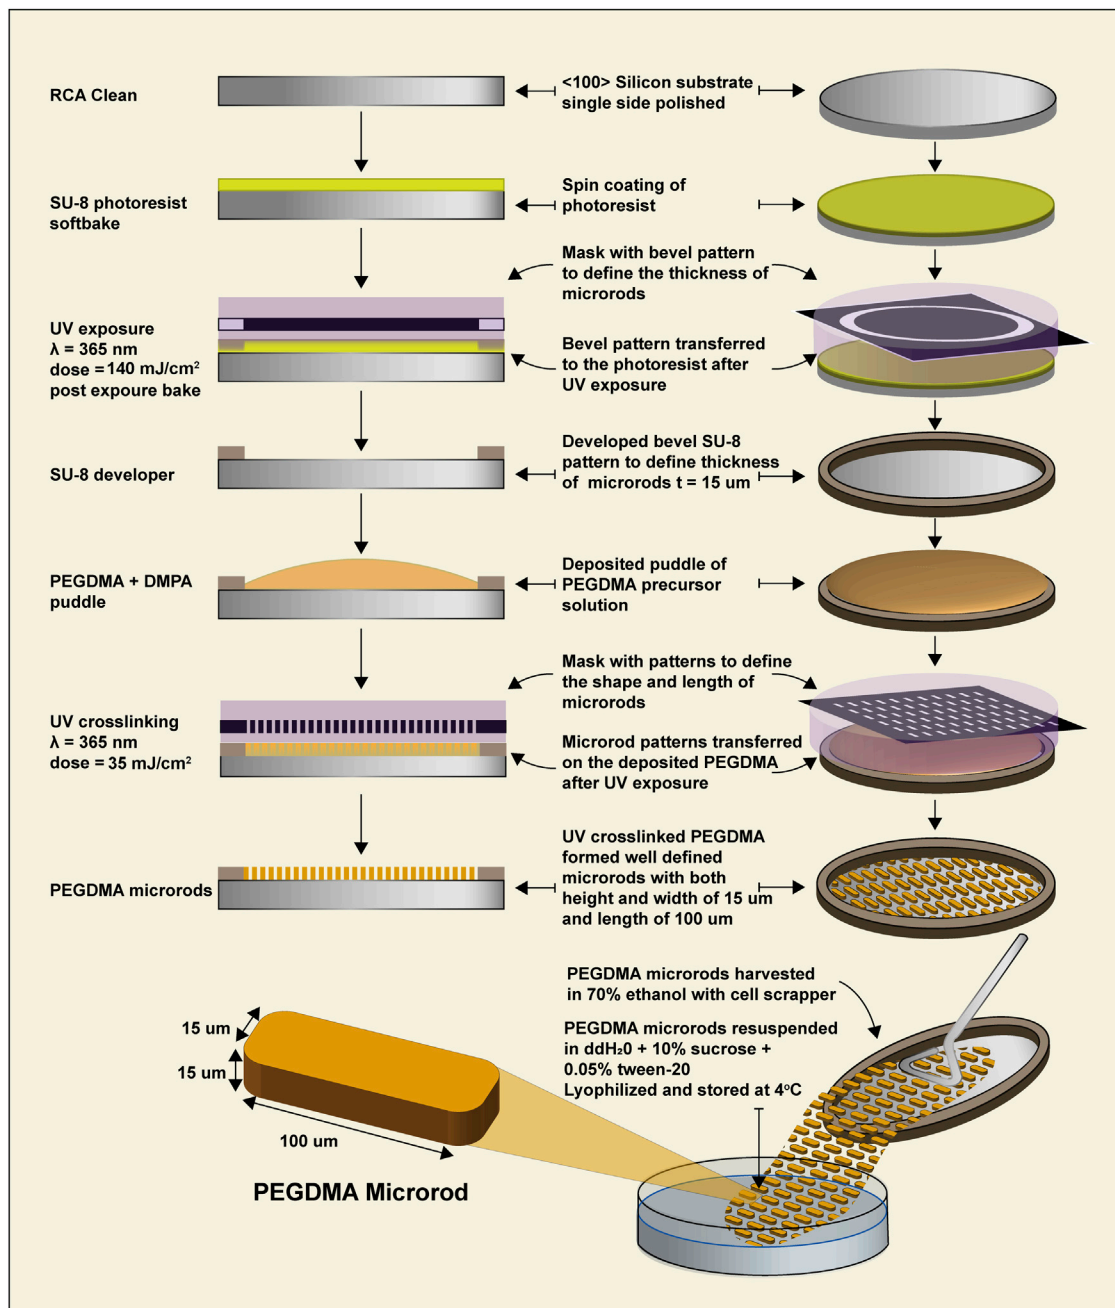 RCA Clean
<100> Silicon substrate
single side polished
SU-8 photoresist
softbake
Spin coating of
photoresist
Mask with bevel pattern
to define the thickness of
microrods
UV exposure
λ = 365 nm
dose = 140 mJ/cm²
post expoure bake
Bevel pattern transferred
to the photoresist after
UV exposure
SU-8 developer
Developed bevel SU-8
pattern to define thickness
of microrods t = 15 um
PEGDMA + DMPA
puddle
Deposited puddle of
PEGDMA precursor
solution
Mask with patterns to define
the shape and length of
microrods
UV crosslinking
λ = 365 nm
dose = 35 mJ/cm²
Microrod patterns transferred
on the deposited PEGDMA
after UV exposure
PEGDMA microrods
UV crosslinked PEGDMA
formed well defined
microrods with both
height and width of 15 um
and length of 100 um
PEGDMA microrods harvested
in 70% ethanol with cell scrapper
PEGDMA microrods resuspended
in ddH₂0 + 10% sucrose +
0.05% tween-20
Lyophilized and stored at 4°C
15 um
15 um
100 um
PEGDMA Microrod